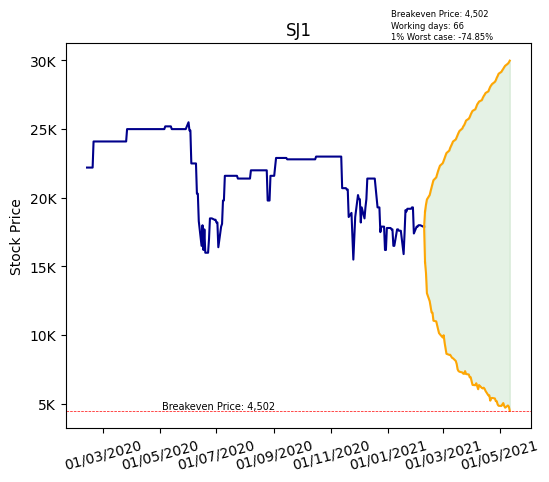 Breakeven Price: 4,502
Working days: 66
1% Worst case: -74.85%
SJ1
Stock Price
30K
25K
20K
15K
10K
5K
Breakeven Price: 4,502
01/03/2020
01/05/2020
01/07/2020
01/09/2020
01/11/2020
01/01/2021
01/03/2021
01/05/2021